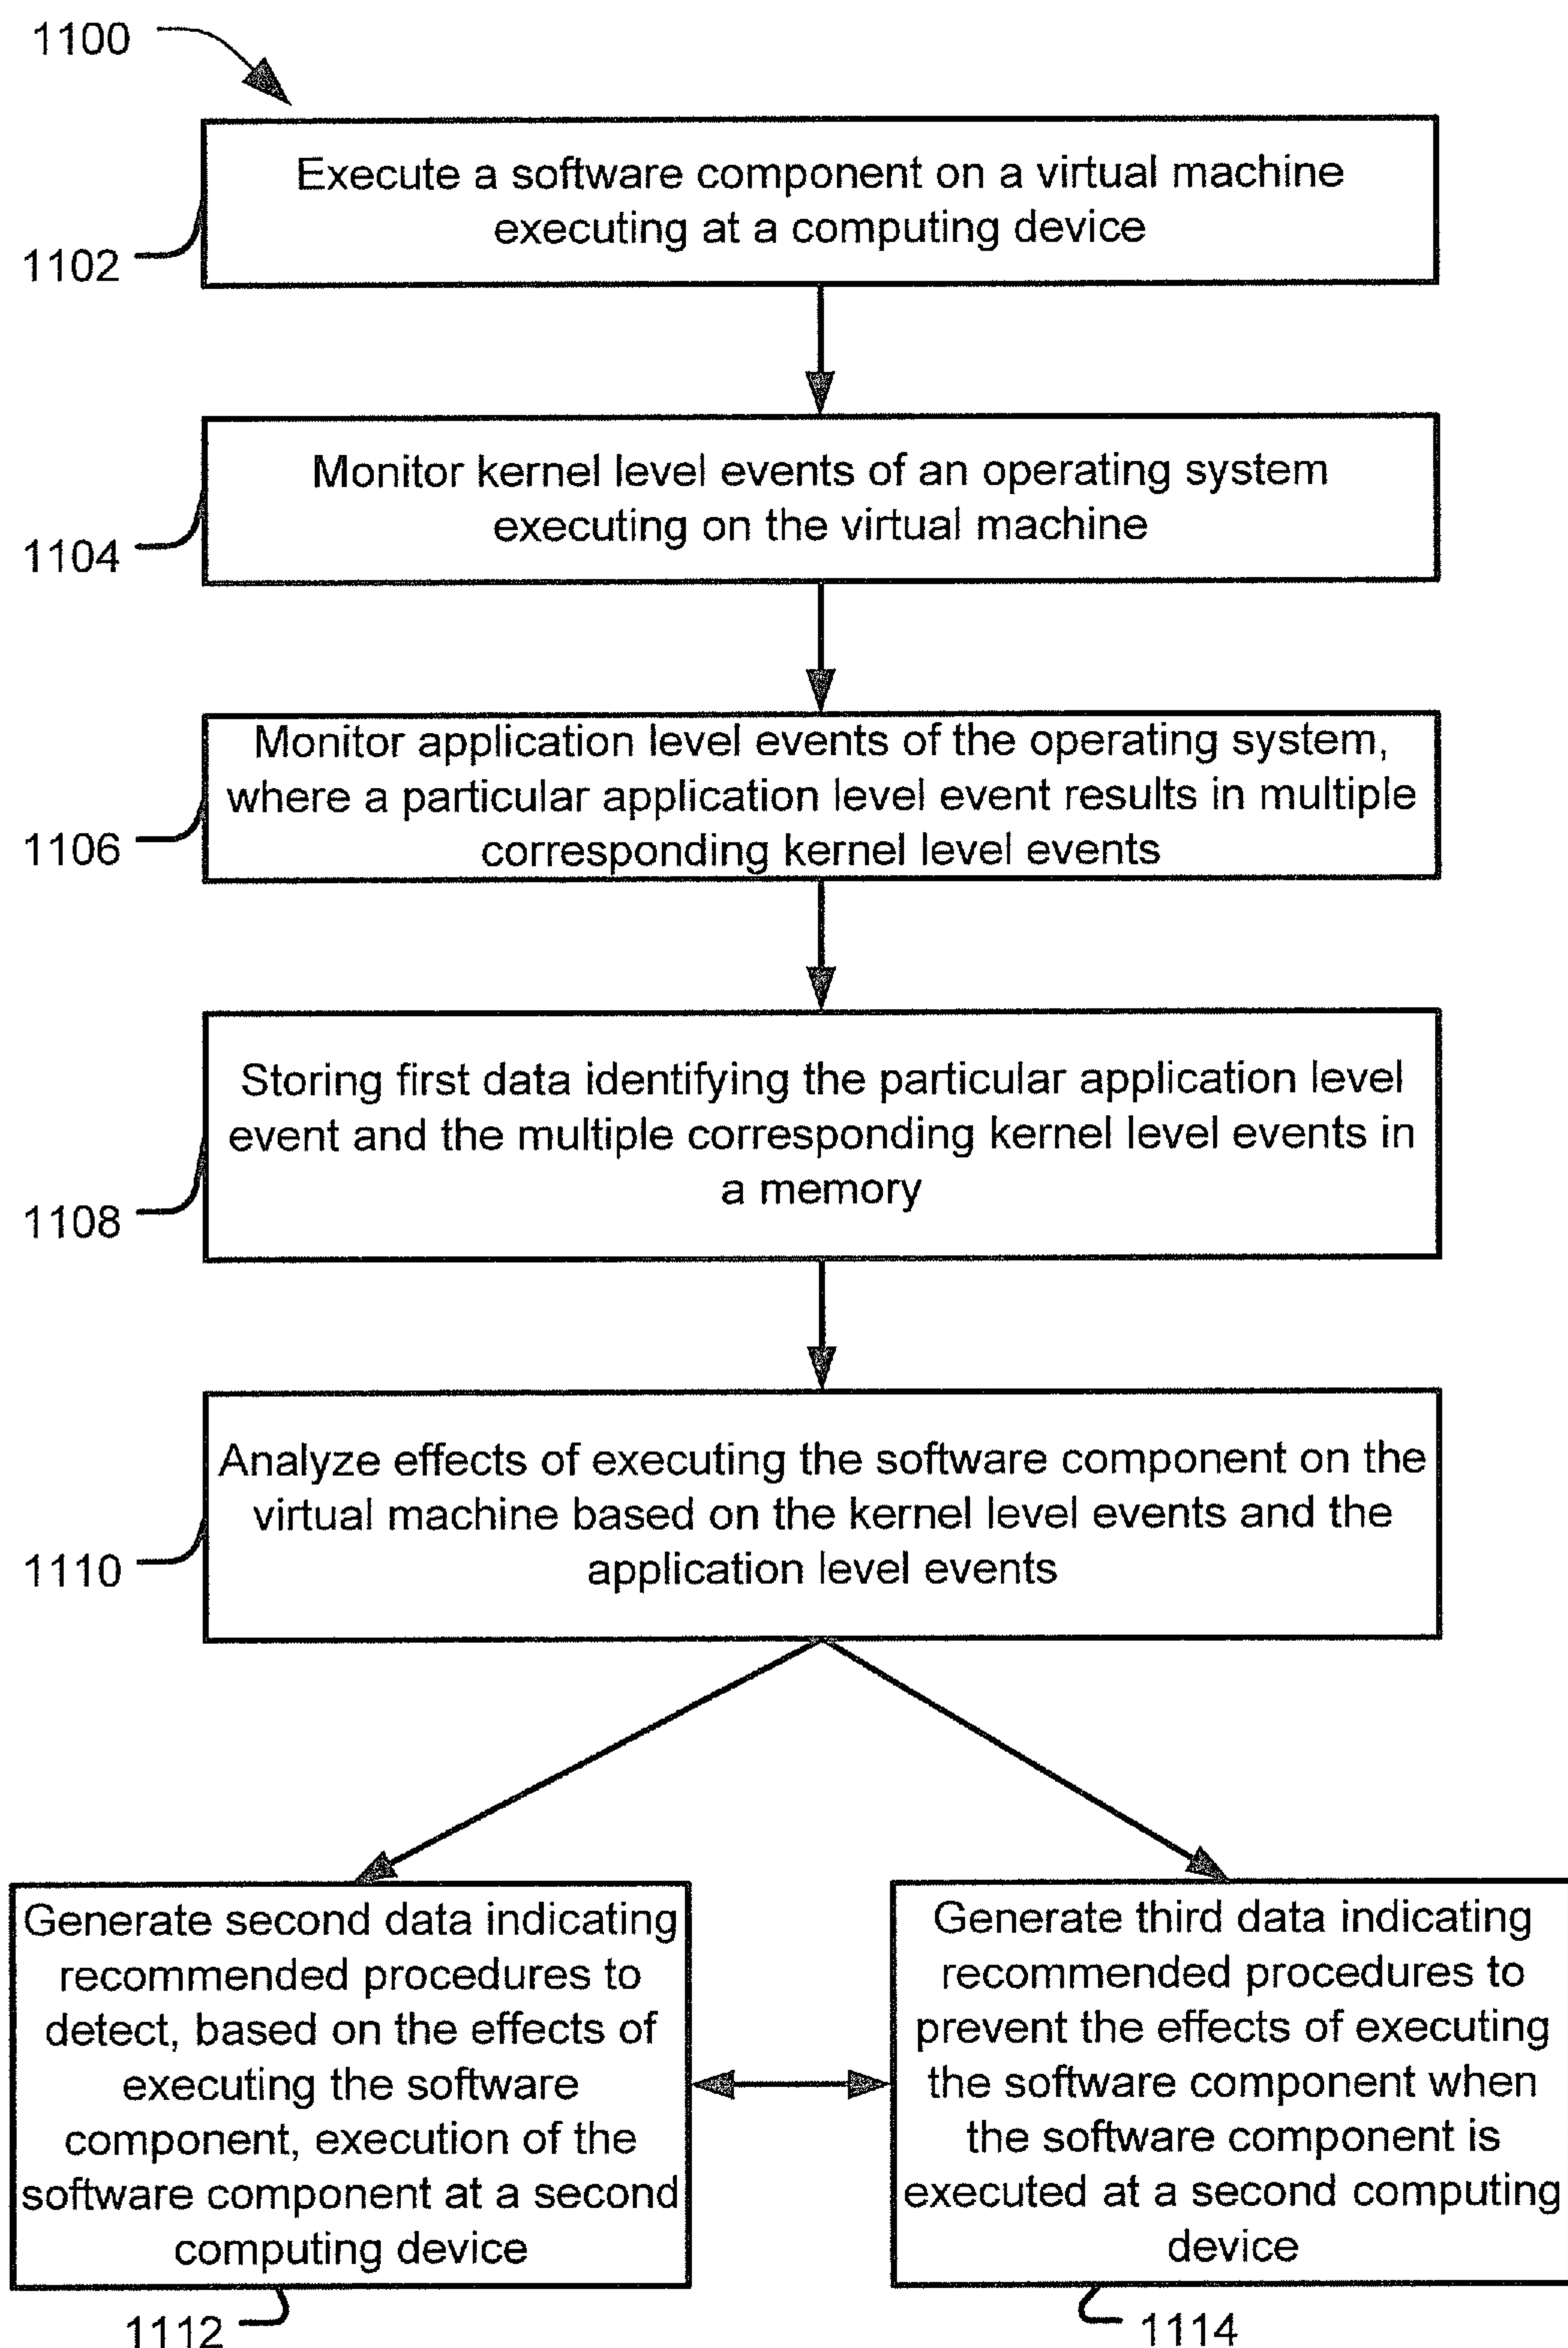 1100
Execute a software component on a virtual machine
executing at a computing device
1102
Monitor kernel level events of an operating system
executing on the virtual machine
1104
Monitor application level events of the operating system,
where a particular application level event results in multiple
corresponding kernel level events
1106
Storing first data identifying the particular application level
event and the multiple corresponding kernel level events in
a memory
1108
Analyze effects of executing the software component on the
virtual machine based on the kernel level events and the
application level events
1110
Generate second data indicating
recommended procedures to
detect, based on the effects of
executing the software
component, execution of the
software component at a second
computing device
1112
Generate third data indicating
recommended procedures to
prevent the effects of executing
the software component when
the software component is
executed at a second computing
device
1114